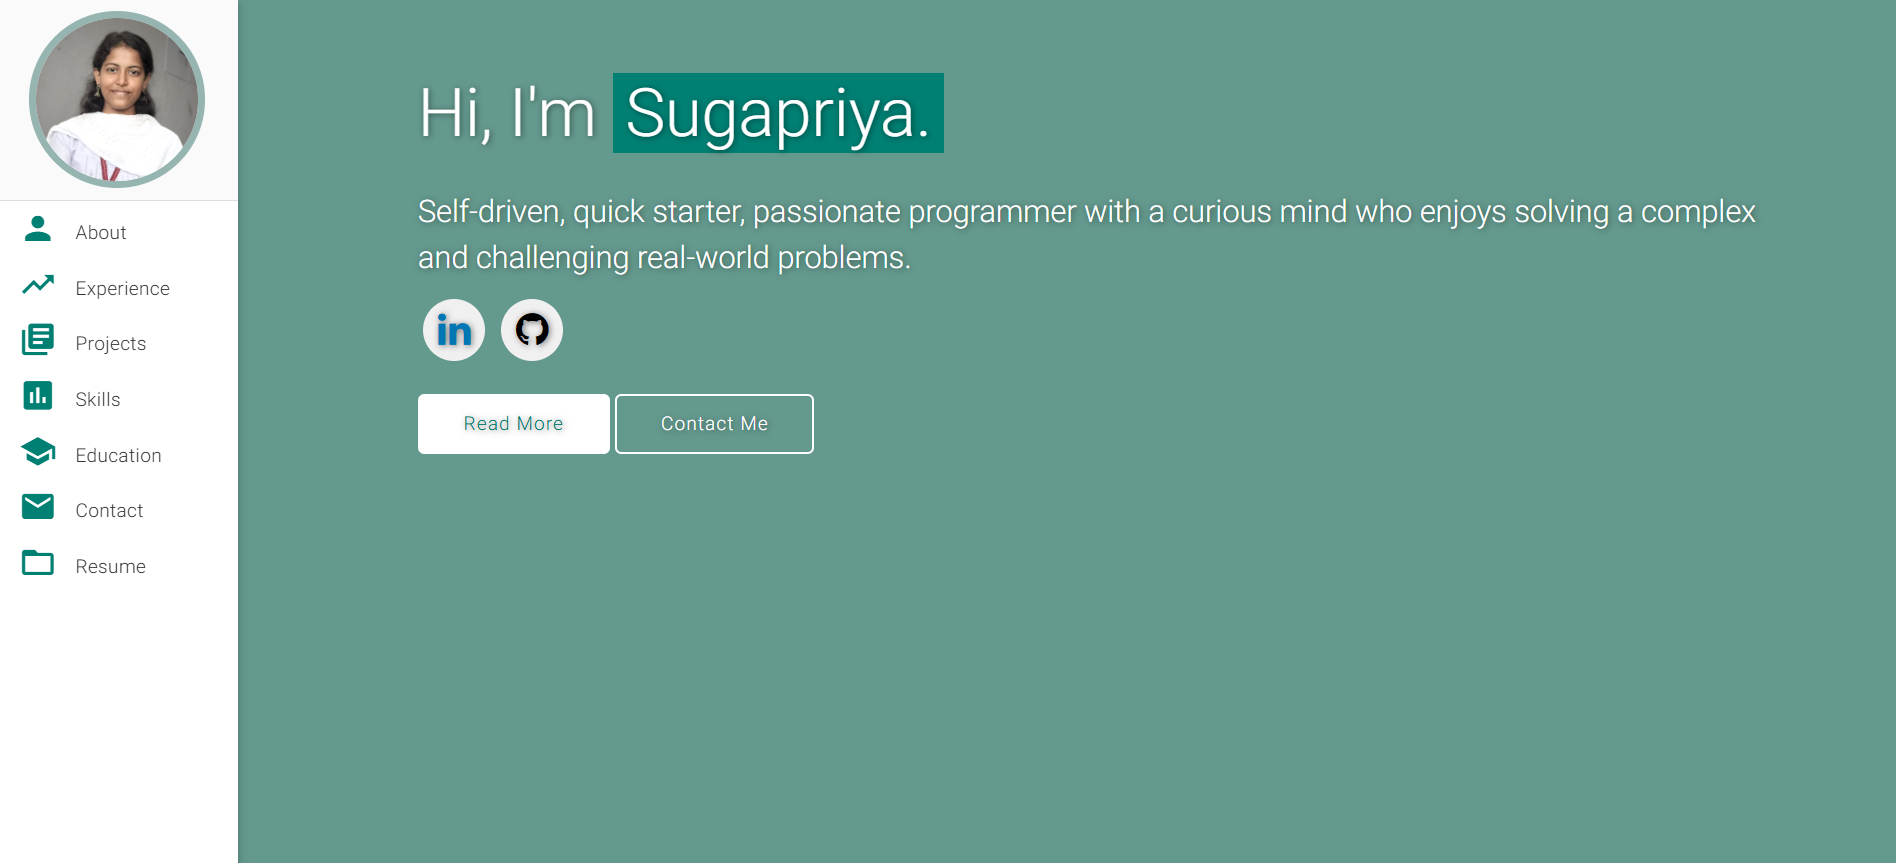 About
Experience
Projects
Skills
Education
Contact
Resume
Hi, I'm Sugapriya.
Self-driven, quick starter, passionate programmer with a curious mind who enjoys solving a complex
and challenging real-world problems.
in
Read More
Contact Me